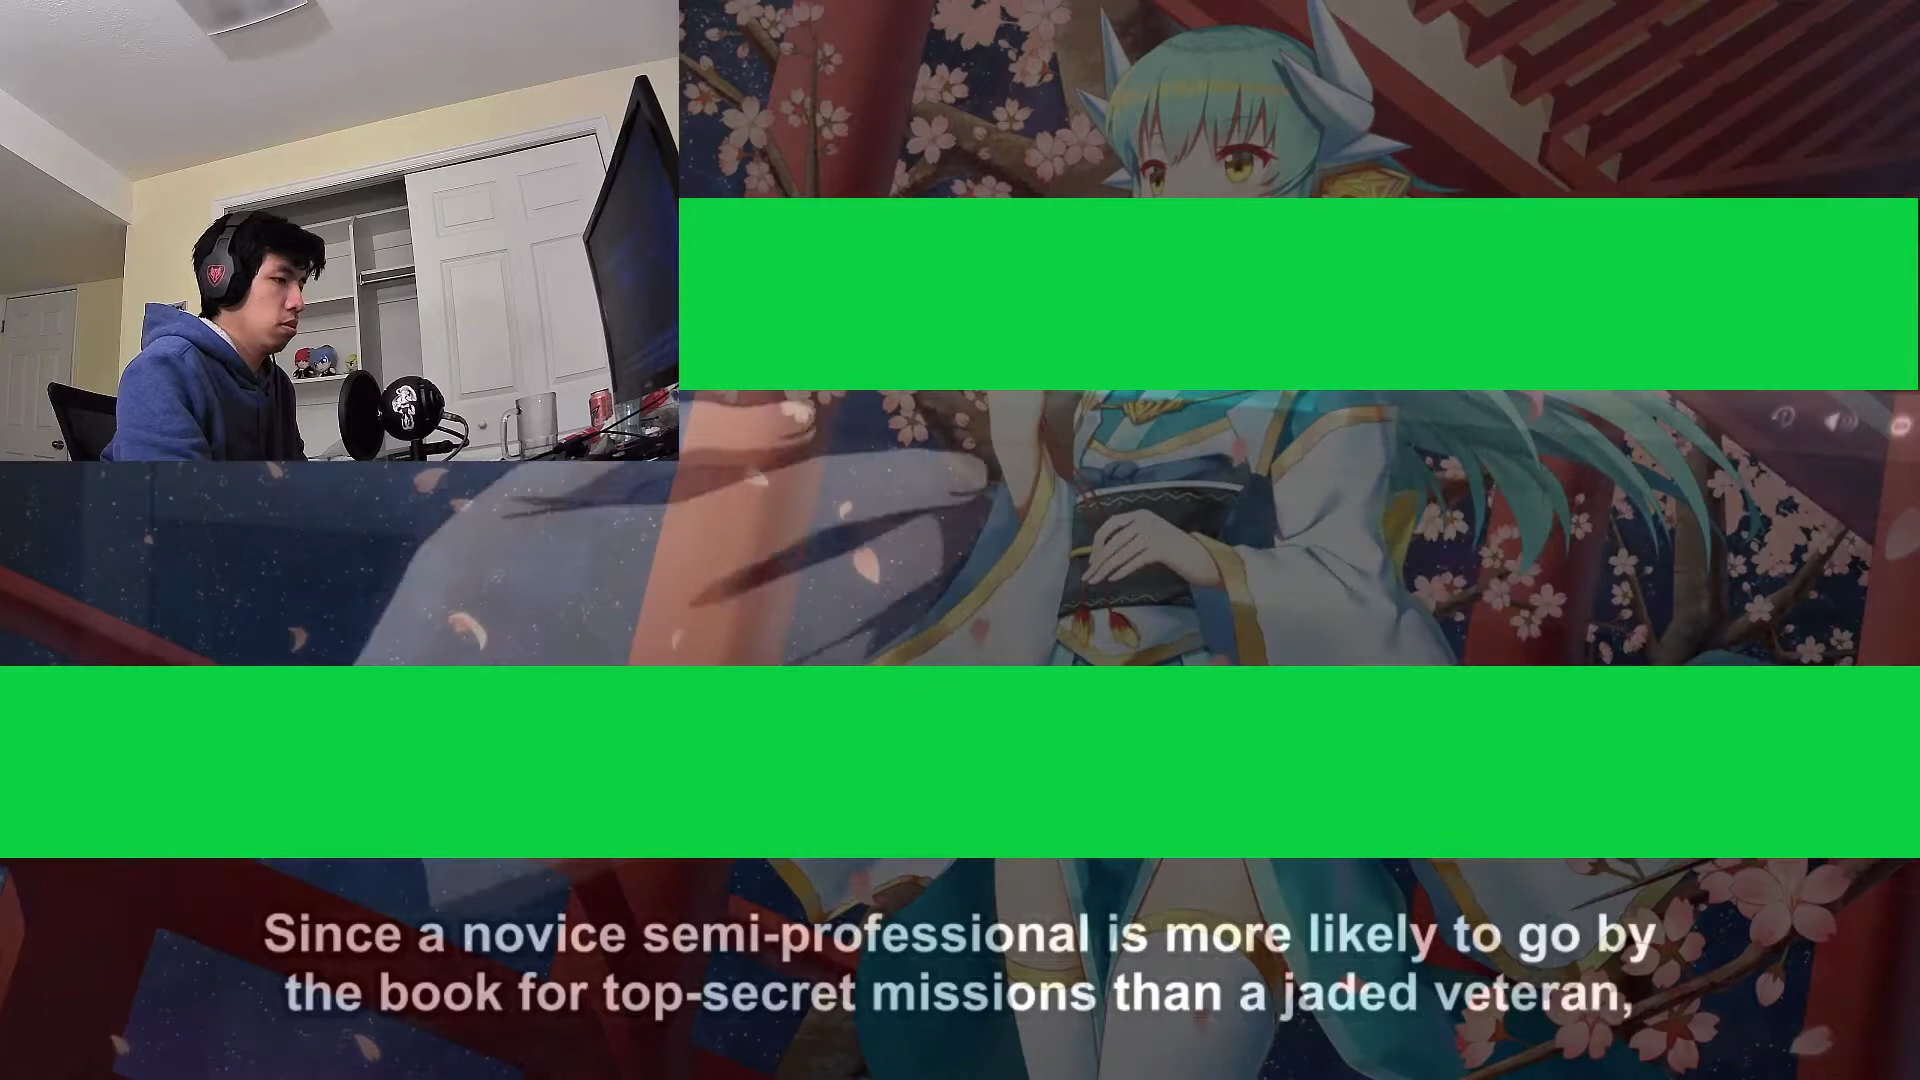 Since a novice semi-professional is more likely to go by
the book for top-secret missions than a jaded veteran,